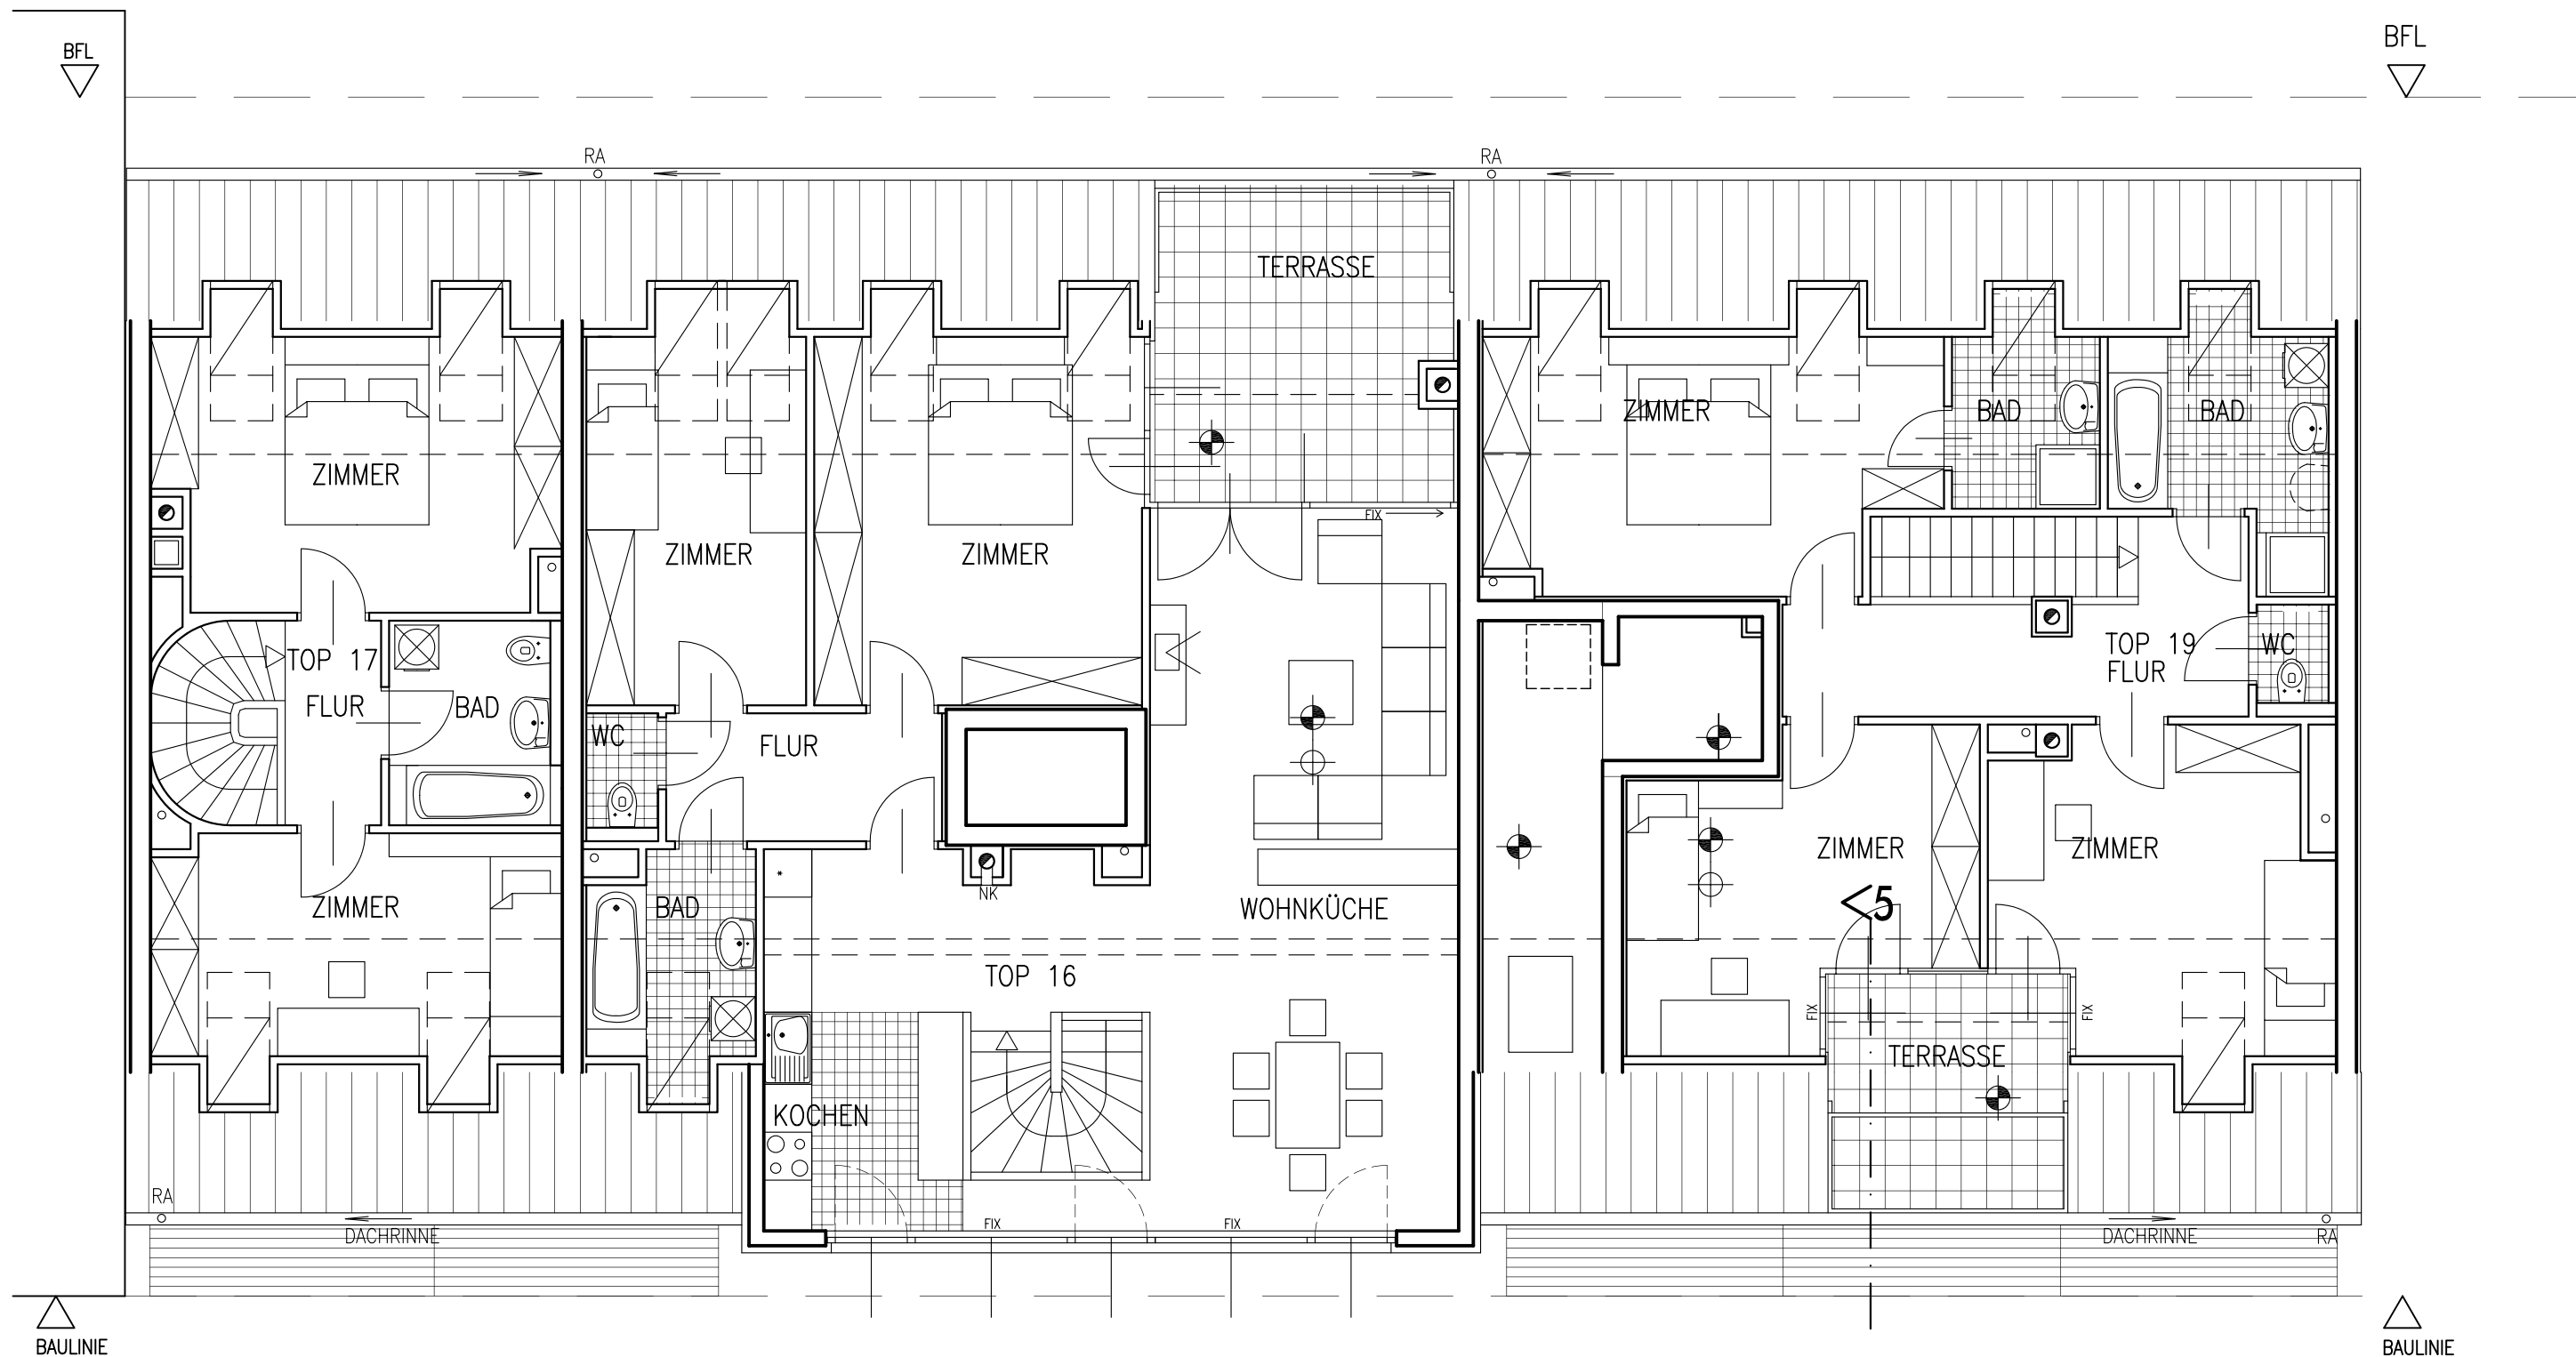 BFL
BFL
RA
RA
TERRASSE
ZIMMER
BAD
BAD
ZIMMER
FIX
ZIMMER
ZIMMER
TOP 17
FLUR
BAD
WC
FLUR
TOP 19
FLUR
WC
ZIMMER
ZIMMER
ZIMMER
BAD
NK
WOHNKÜCHE
<5
TOP 16
FIX
FIX
TERRASSE
KOCHEN
RA
DACHRINNE
FIX
FIX
DACHRINNE
RA
BAULINIE
BAULINIE